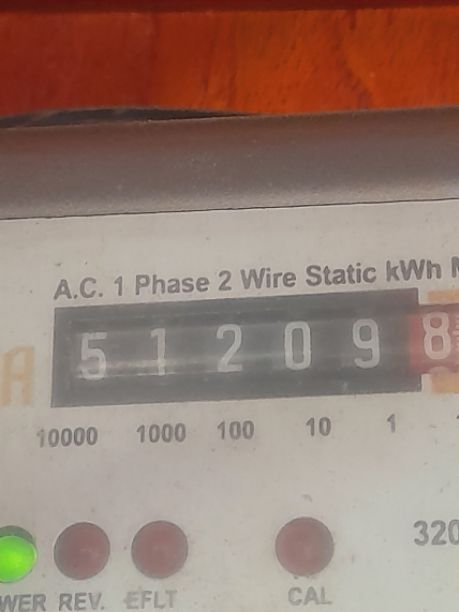 A.C. 1 Phase 2 Wire Static kWh
A 5 1 2 0 9 8
10000 1000 100 10 1
320
WER REV. EFLT CAL